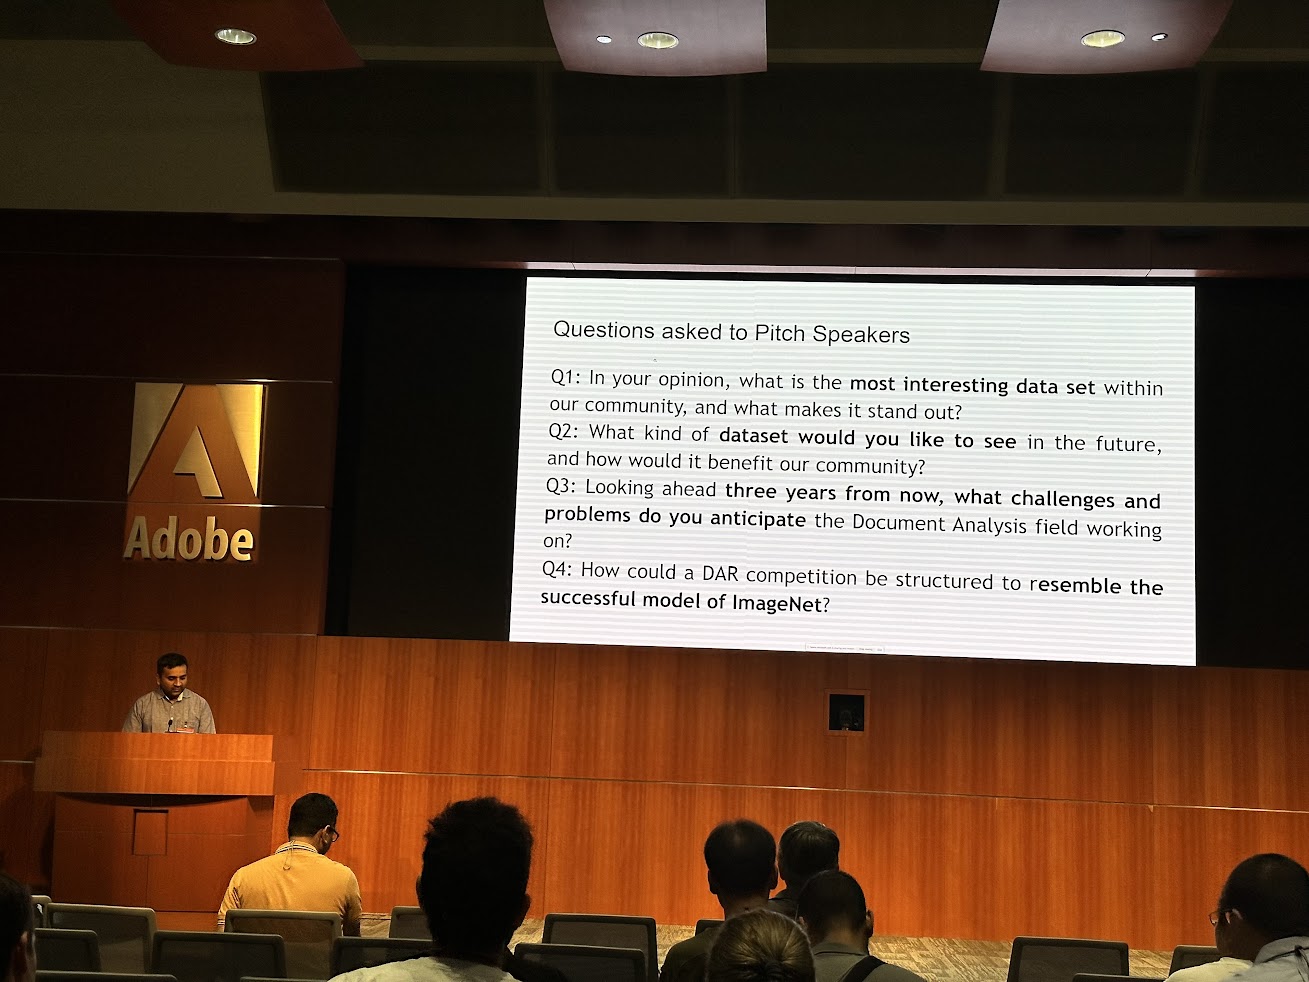 Questions asked to Pitch Speakers
Q1: In your opinion, what is the most interesting data set within
our community, and what makes it stand out?
Q2: What kind of dataset would you like to see in the future,
and how would it benefit our community?
Q3: Looking ahead three years from now, what challenges and
problems do you anticipate the Document Analysis field working
on?
Q4: How could a DAR competition be structured to resemble the
successful model of ImageNet?
Adobe